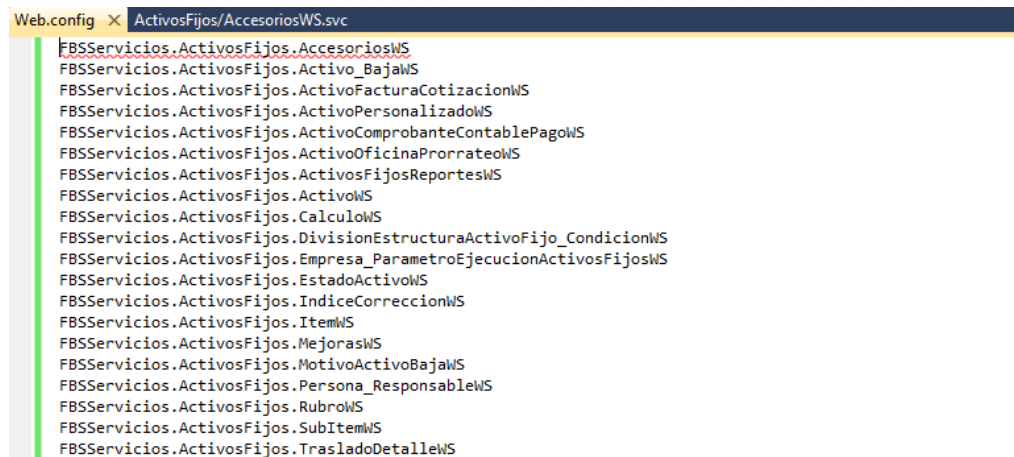 Web.config ActivosFijos/AccesoriosWS.svc
FBSServicios.ActivosFijos.AccesoriosWS
FBSServicios.ActivosFijos.Activo_BajaWS
FBSServicios.ActivosFijos.ActivoFacturaCotizacionWS
FBSServicios.ActivosFijos.ActivoPersonalizadoWS
FBSServicios.ActivosFijos.ActivoComprobanteContablePagoWS
FBSServicios.ActivosFijos.ActivoOficinaProrrateoWS
FBSServicios.ActivosFijos.ActivosFijosReportesWS
FBSServicios.ActivosFijos.ActivoWS
FBSServicios.ActivosFijos.CalculoWS
FBSServicios.ActivosFijos.DivisionEstructuraActivoFijo_CondicionWS
FBSServicios.ActivosFijos.Empresa_ParametroEjecucionActivosFijosWS
FBSServicios.ActivosFijos.EstadoActivoWS
FBSServicios.ActivosFijos.IndiceCorreccionWS
FBSServicios.ActivosFijos.ItemWS
FBSServicios.ActivosFijos.MejorasWS
FBSServicios.ActivosFijos.MotivoActivoBajaWS
FBSServicios.ActivosFijos.Persona_ResponsableWS
FBSServicios.ActivosFijos.RubroWS
FBSServicios.ActivosFijos.SubItemWS
FBSServicios.ActivosFijos.TrasladoDetalleWS